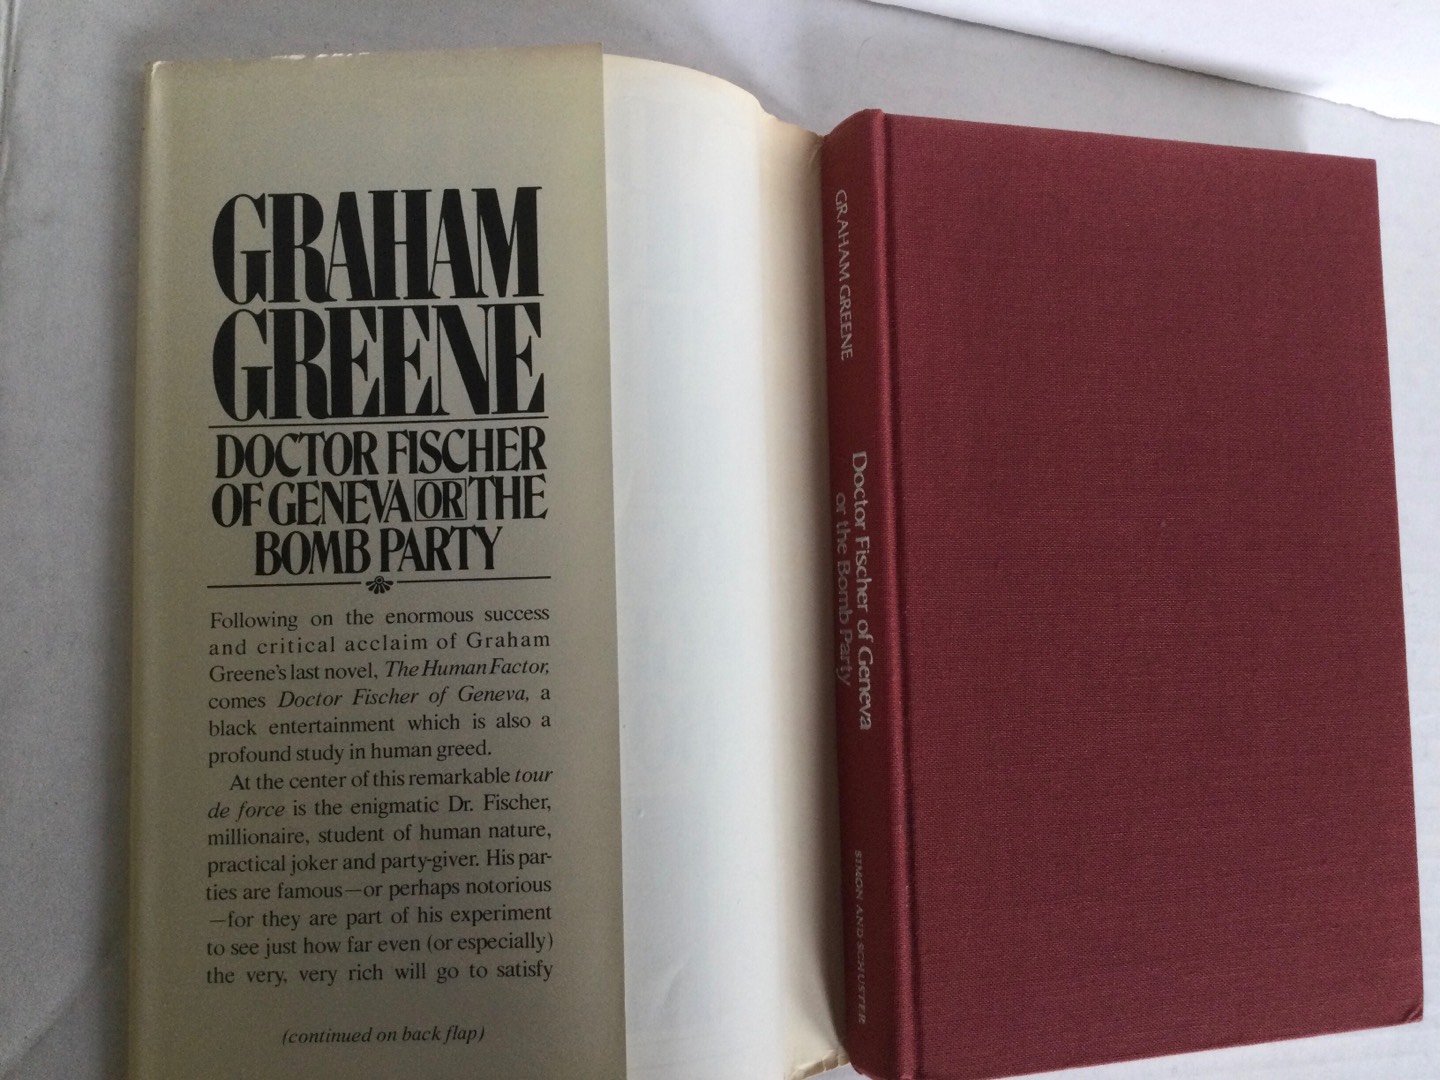 GRAHAM
GREENE
DOCTOR FISCHER
OF GENEVA OR THE
BOMB PARTY
Following on the enormous success
and critical acclaim of Graham
Greene's last novel, The Human Factor,
comes Doctor Fischer of Geneva, a
black entertainment which is also a
profound study in human greed.
At the center of this remarkable tour
de force is the enigmatic Dr. Fischer,
millionaire, student of human nature,
practical joker and party-giver. His par-
ties are famous—or perhaps notorious
—for they are part of his experiment
to see just how far even (or especially)
the very, very rich will go to satisfy
(continued on back flap)
GRAHAM GREENE
Doctor Fischer of Geneva
or the Bomb Party
SIMON AND SCHUSTER